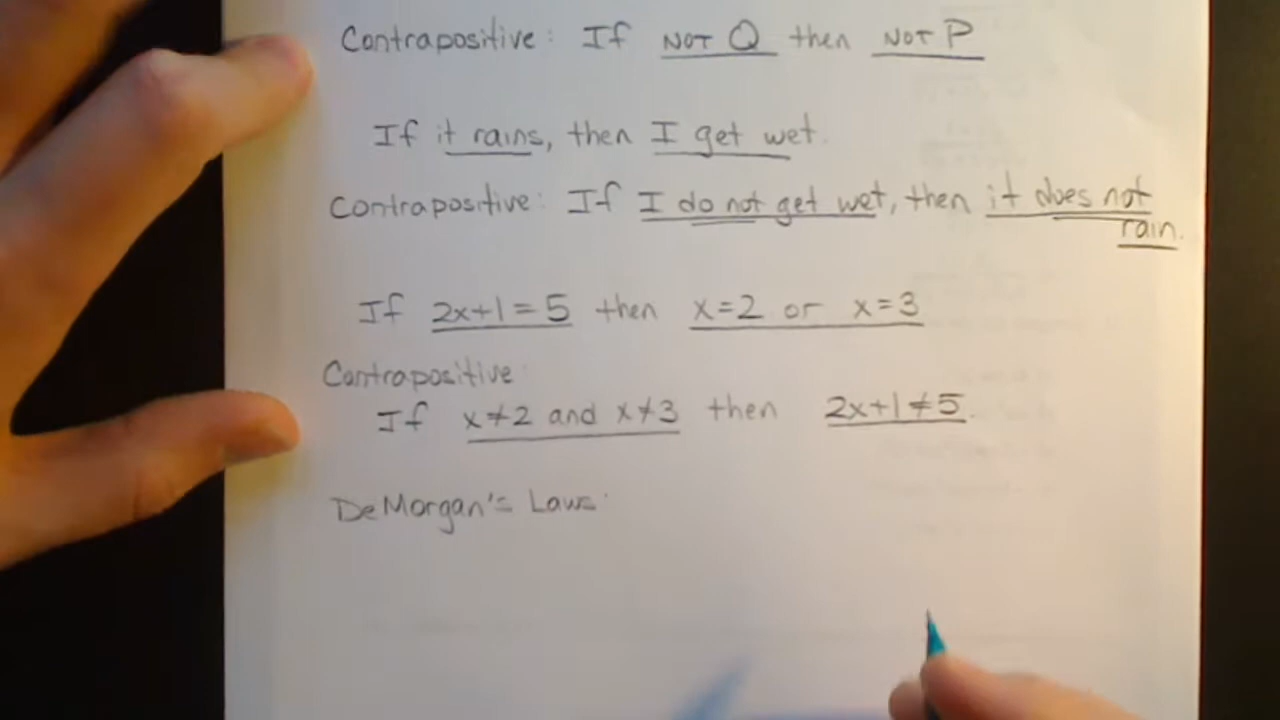 Contrapositive: If NOT Q then NOT P
If it rains, then I get wet.
Contrapositive: If I do not get wet, then it does not
rain.
If 2x+1=5 then x=2 or x=3
Contrapositive:
If x≠2 and x≠3 then 2x+1≠5.
DeMorgan's Laws: